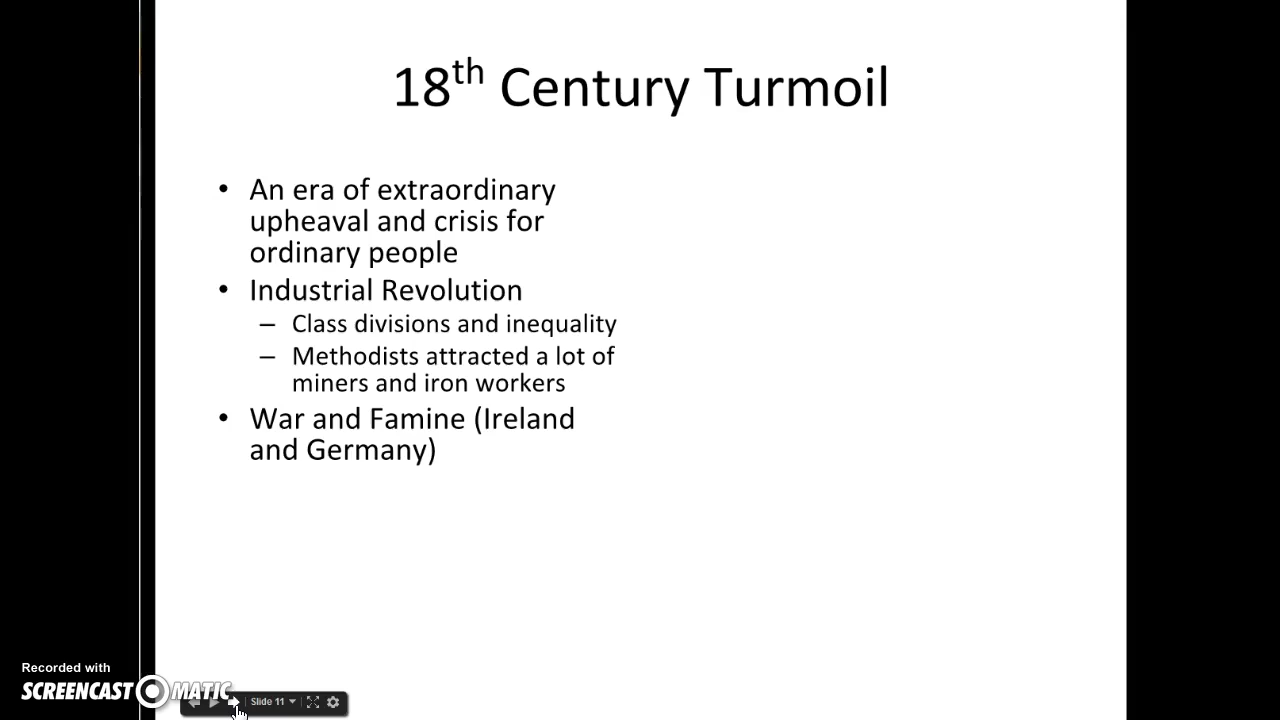 18th Century Turmoil
• An era of extraordinary
upheaval and crisis for
ordinary people
• Industrial Revolution
– Class divisions and inequality
– Methodists attracted a lot of
miners and iron workers
• War and Famine (Ireland
and Germany)
Recorded with
SCREENCAST MATIC
Slide 11